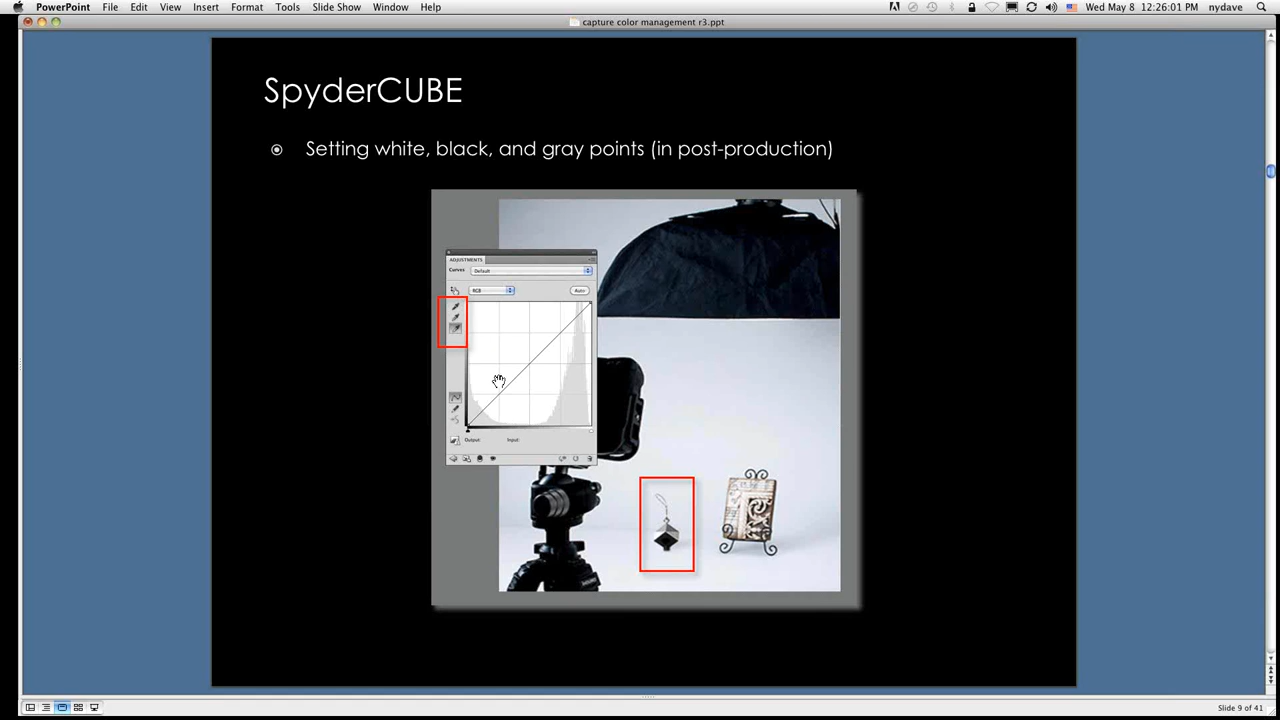 PowerPoint File Edit View Insert Format Tools Slide Show Window Help Wed May 8 12:26:01 PM nydave
capture color management r3.ppt
SpyderCUBE
Setting white, black, and gray points (in post-production)
ADJUSTMENTS
Curves Default
RGB Auto
Output: Input:
Slide 9 of 41